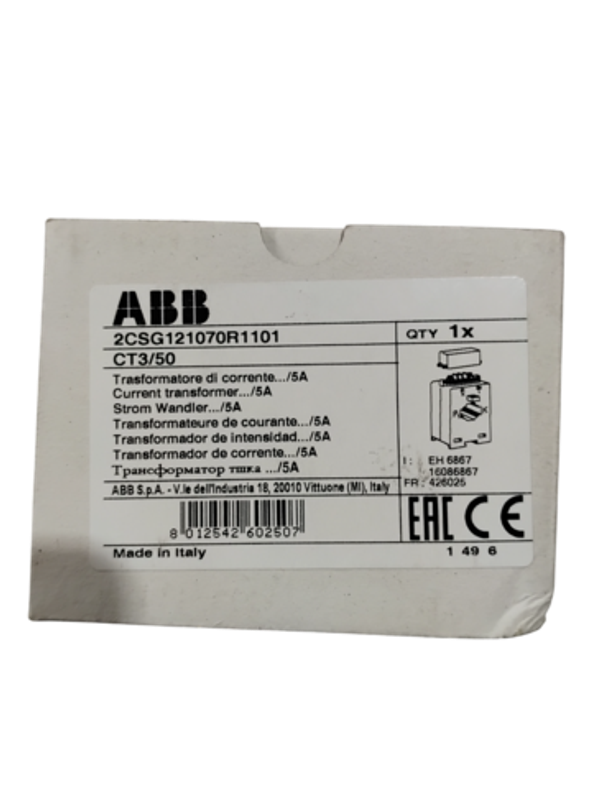 ABB
2CSG121070R1101
QTY 1x
CT3/50
Trasformatore di corrente.../5A
Current transformer.../5A
Strom Wandler.../5A
Transformateure de courante.../5A
Transformador de intensidad.../5A
Transformador de corrente.../5A
Трансформатор тшка .../5A
I : EH 6867
16086867
FR : 426025
ABB S.p.A. - V.le dell'Industria 18, 20010 Vittuone (MI), Italy
8 012542 602507
EAC CE
Made in Italy
1 49 6